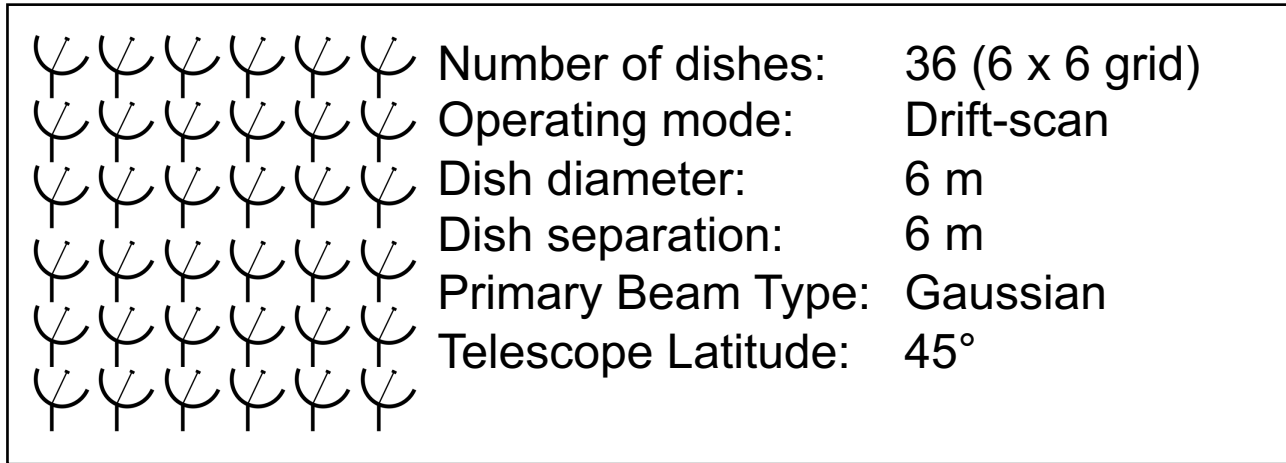 Number of dishes: 36 (6 x 6 grid)
Operating mode: Drift-scan
Dish diameter: 6 m
Dish separation: 6 m
Primary Beam Type: Gaussian
Telescope Latitude: 45°